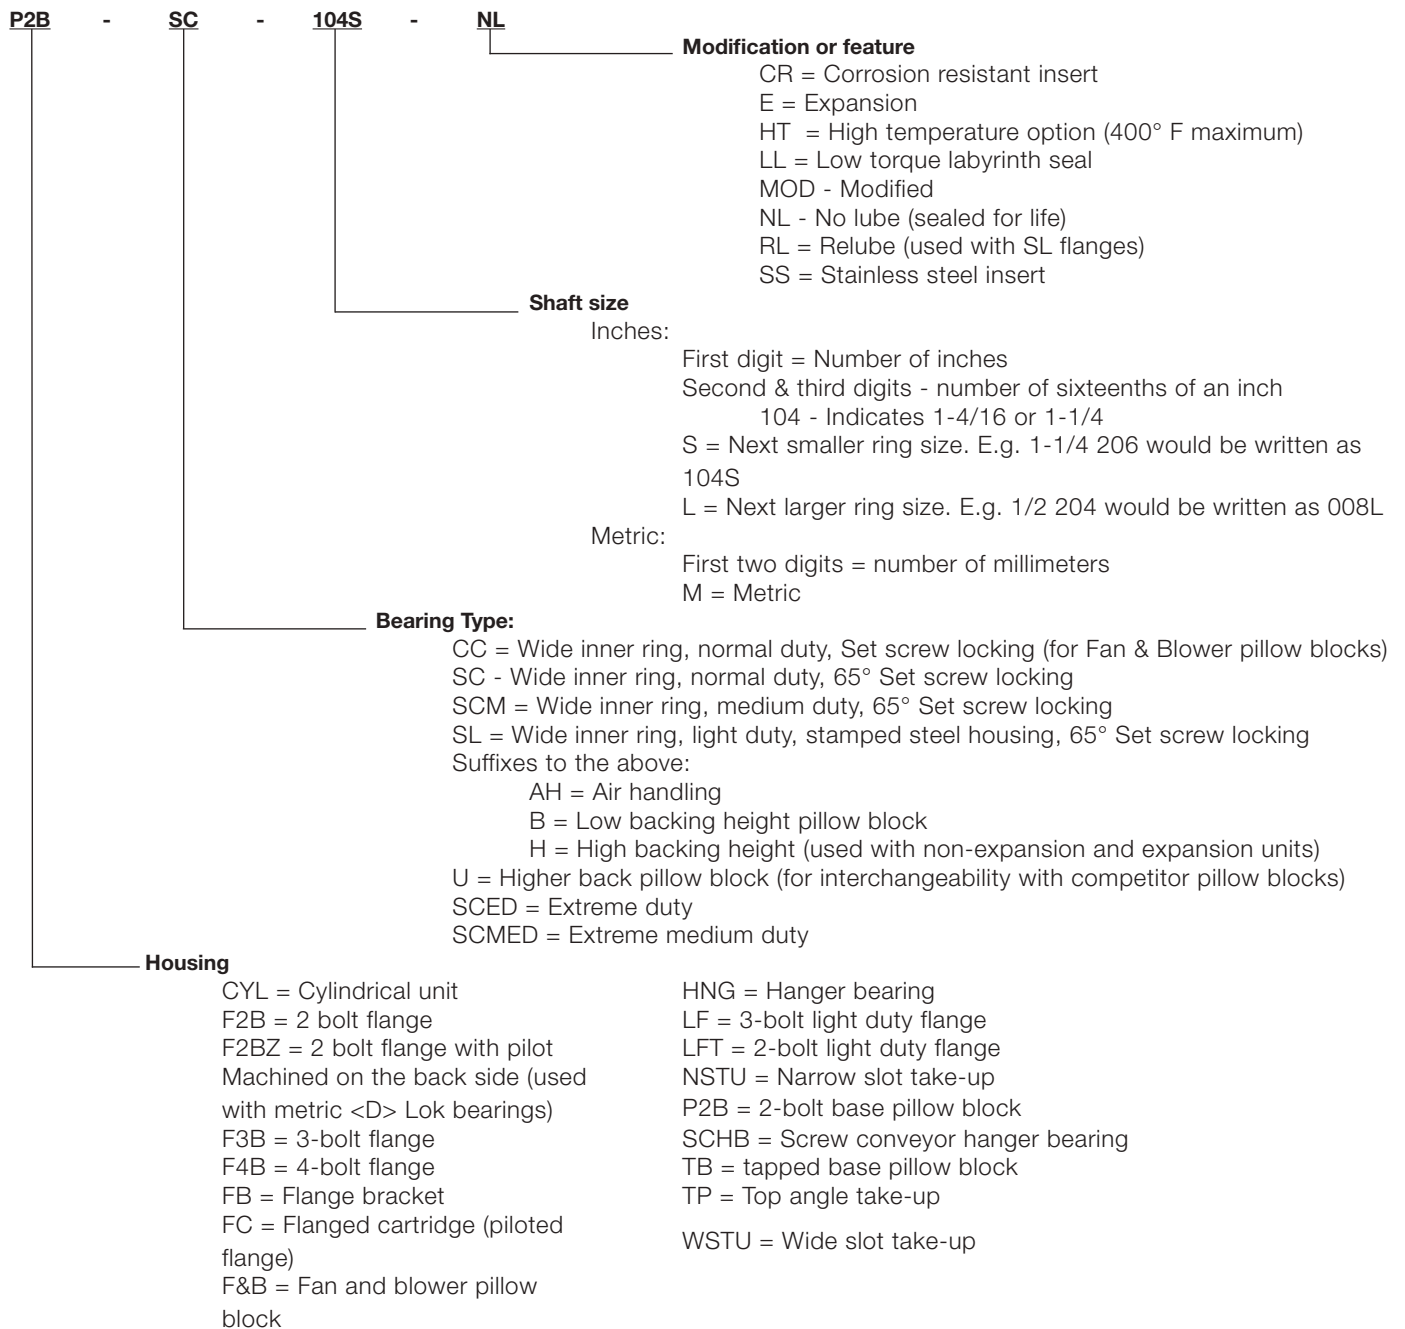 P2B - SC - 104S - NL
Modification or feature
CR = Corrosion resistant insert
E = Expansion
HT = High temperature option (400° F maximum)
LL = Low torque labyrinth seal
MOD - Modified
NL - No lube (sealed for life)
RL = Relube (used with SL flanges)
SS = Stainless steel insert
Shaft size
Inches:
First digit = Number of inches
Second & third digits - number of sixteenths of an inch
104 - Indicates 1-4/16 or 1-1/4
S = Next smaller ring size. E.g. 1-1/4 206 would be written as
104S
L = Next larger ring size. E.g. 1/2 204 would be written as 008L
Metric:
First two digits = number of millimeters
M = Metric
Bearing Type:
CC = Wide inner ring, normal duty, Set screw locking (for Fan & Blower pillow blocks)
SC - Wide inner ring, normal duty, 65° Set screw locking
SCM = Wide inner ring, medium duty, 65° Set screw locking
SL = Wide inner ring, light duty, stamped steel housing, 65° Set screw locking
Suffixes to the above:
AH = Air handling
B = Low backing height pillow block
H = High backing height (used with non-expansion and expansion units)
U = Higher back pillow block (for interchangeability with competitor pillow blocks)
SCED = Extreme duty
SCMED = Extreme medium duty
Housing
CYL = Cylindrical unit
F2B = 2 bolt flange
F2BZ = 2 bolt flange with pilot
Machined on the back side (used
with metric <D> Lok bearings)
F3B = 3-bolt flange
F4B = 4-bolt flange
FB = Flange bracket
FC = Flanged cartridge (piloted
flange)
F&B = Fan and blower pillow
block
HNG = Hanger bearing
LF = 3-bolt light duty flange
LFT = 2-bolt light duty flange
NSTU = Narrow slot take-up
P2B = 2-bolt base pillow block
SCHB = Screw conveyor hanger bearing
TB = tapped base pillow block
TP = Top angle take-up
WSTU = Wide slot take-up